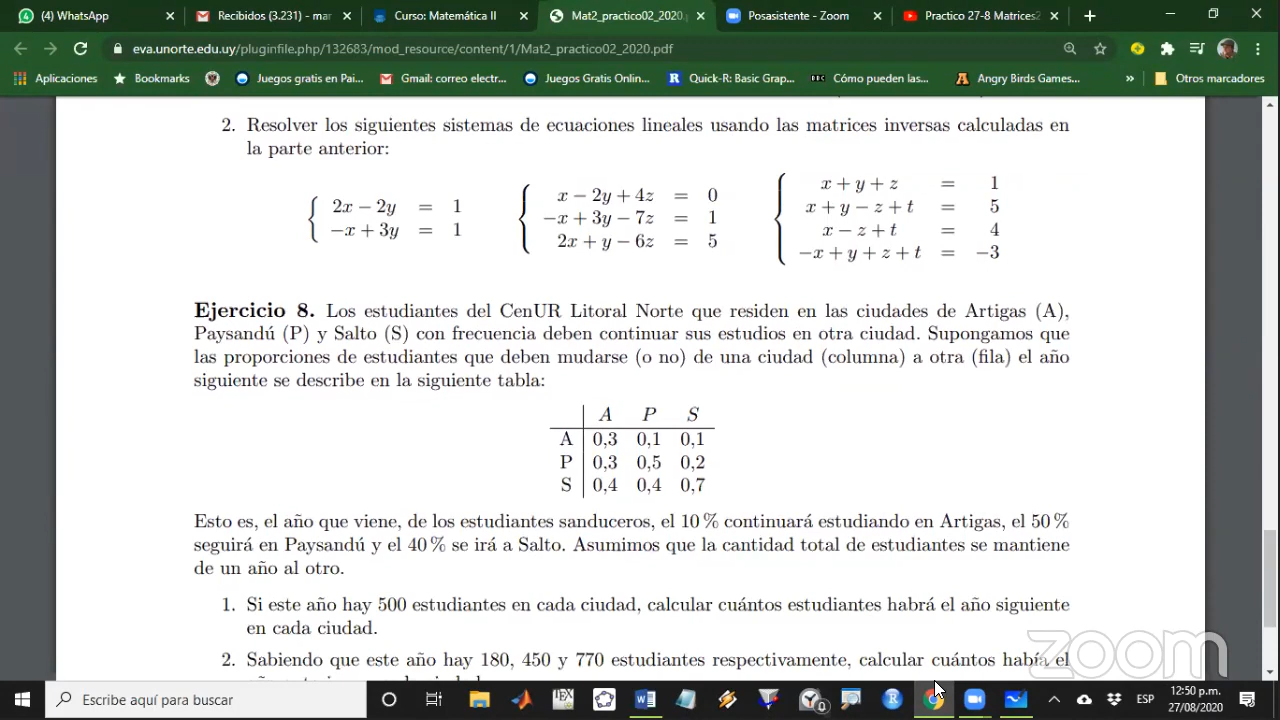 (4) WhatsApp
Recibidos (3.231) - mar
Curso: Matemática II
Mat2_practico02_2020.
Posasistente - Zoom
Practico 27-8 Matrices2
eva.unorte.edu.uy/pluginfile.php/132683/mod_resource/content/1/Mat2_practico02_2020.pdf
Aplicaciones
Bookmarks
Juegos gratis en Pai...
Gmail: correo electr...
Juegos Gratis Online...
Quick-R: Basic Grap...
Cómo pueden las...
Angry Birds Games...
»
Otros marcadores
2. Resolver los siguientes sistemas de ecuaciones lineales usando las matrices inversas calculadas en
la parte anterior:
2x − 2y = 1
−x + 3y = 1
x − 2y + 4z = 0
−x + 3y − 7z = 1
2x + y − 6z = 5
x + y + z = 1
x + y − z + t = 5
x − z + t = 4
−x + y + z + t = −3
Ejercicio 8. Los estudiantes del CenUR Litoral Norte que residen en las ciudades de Artigas (A),
Paysandú (P) y Salto (S) con frecuencia deben continuar sus estudios en otra ciudad. Supongamos que
las proporciones de estudiantes que deben mudarse (o no) de una ciudad (columna) a otra (fila) el año
siguiente se describe en la siguiente tabla:
A P S
A 0,3 0,1 0,1
P 0,3 0,5 0,2
S 0,4 0,4 0,7
Esto es, el año que viene, de los estudiantes sanduceros, el 10 % continuará estudiando en Artigas, el 50 %
seguirá en Paysandú y el 40 % se irá a Salto. Asumimos que la cantidad total de estudiantes se mantiene
de un año al otro.
1. Si este año hay 500 estudiantes en cada ciudad, calcular cuántos estudiantes habrá el año siguiente
en cada ciudad.
2. Sabiendo que este año hay 180, 450 y 770 estudiantes respectivamente, calcular cuántos había el
zoom
Escribe aquí para buscar
ESP
12:50 p.m.
27/08/2020